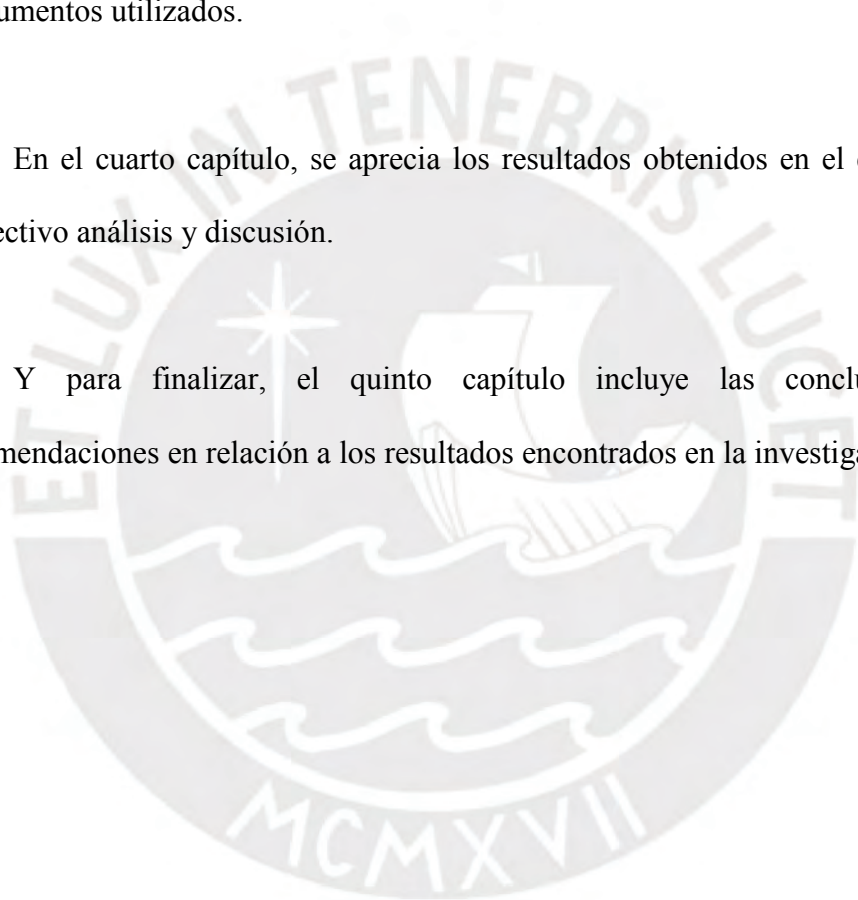 umentos utilizados.
En el cuarto capítulo, se aprecia los resultados obtenidos en el
ectivo análisis y discusión.
Y para finalizar, el quinto capítulo incluye las conclu
mendaciones en relación a los resultados encontrados en la investiga
ET LUX IN TENEBRIS LUCET
MCMXVII